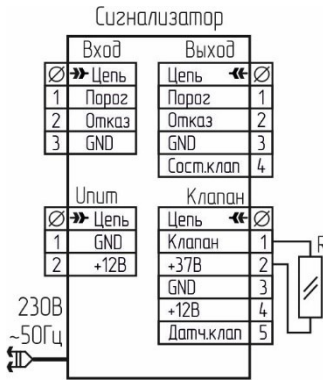 Сигнализатор
Вход Выход
Ø Цепь Цепь Ø
1 Порог Порог 1
2 Отказ Отказ 2
3 GND GND 3
Сост.клап 4
Uпит Клапан
Ø Цепь Цепь Ø
1 GND Клапан 1
2 +12В +37В 2
GND 3
+12В 4
Датч.клап 5
230В
~50Гц
R